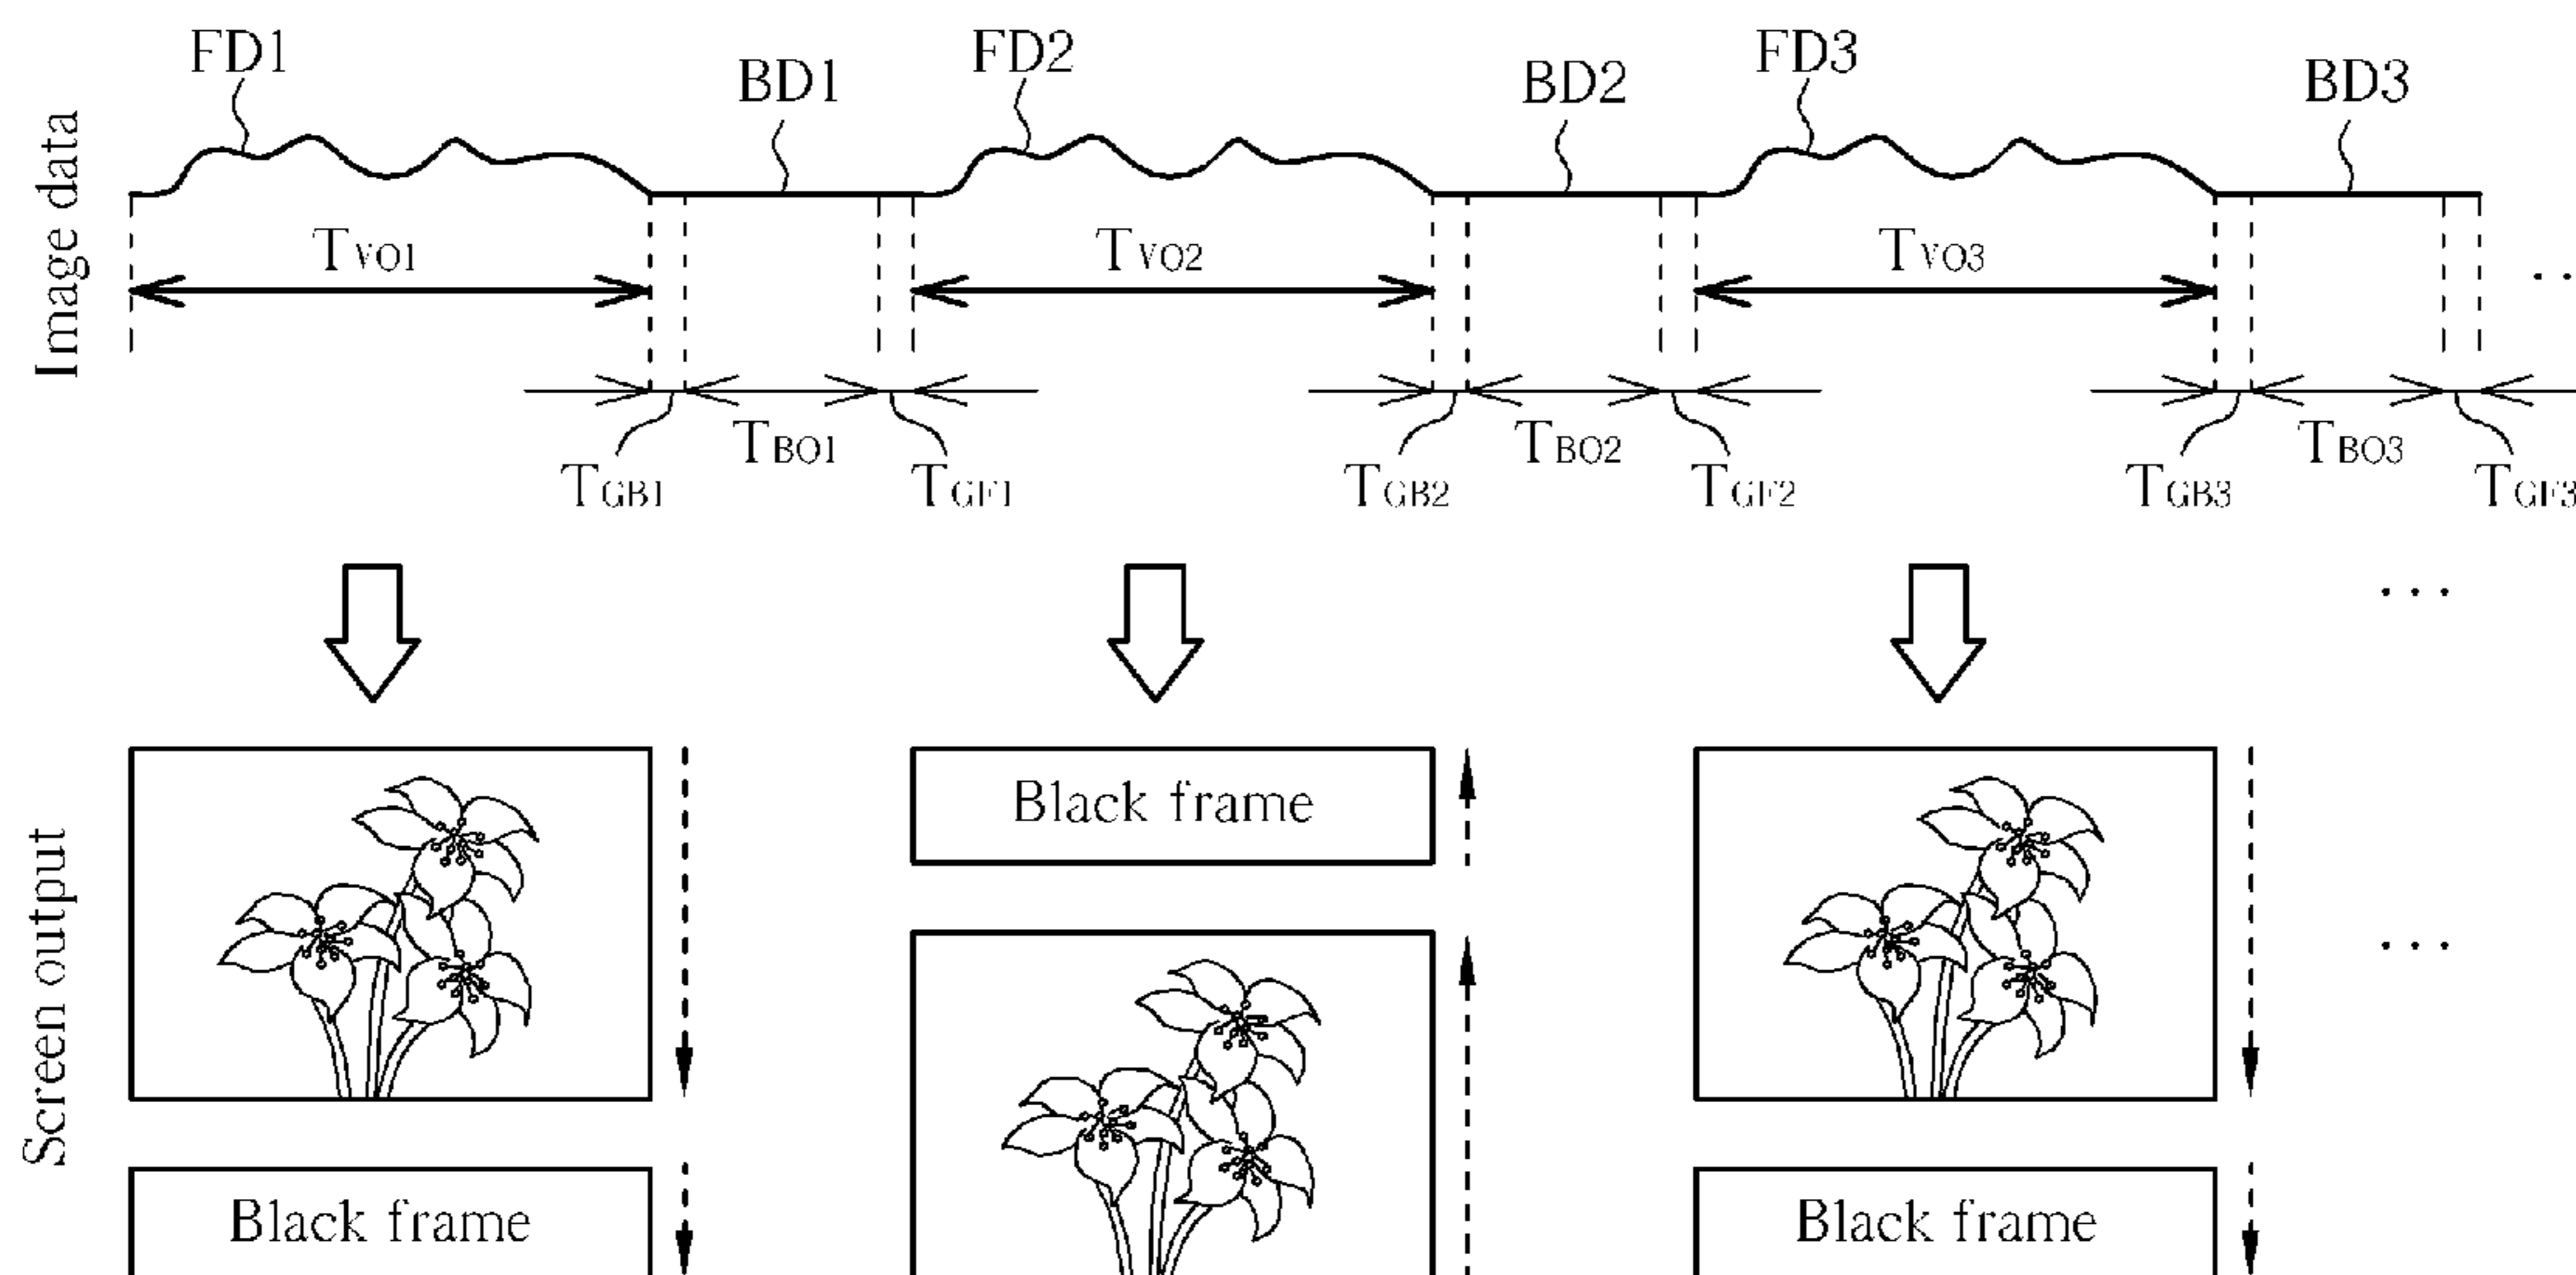 FD1
BD1
FD2
BD2
FD3
BD3
Image data
TVO1
TVO2
TVO3
...
TGB1
TBO1
TGF1
TGB2
TBO2
TGF2
TGB3
TBO3
TGF3
...
Screen output
Black frame
...
Black frame
Black frame